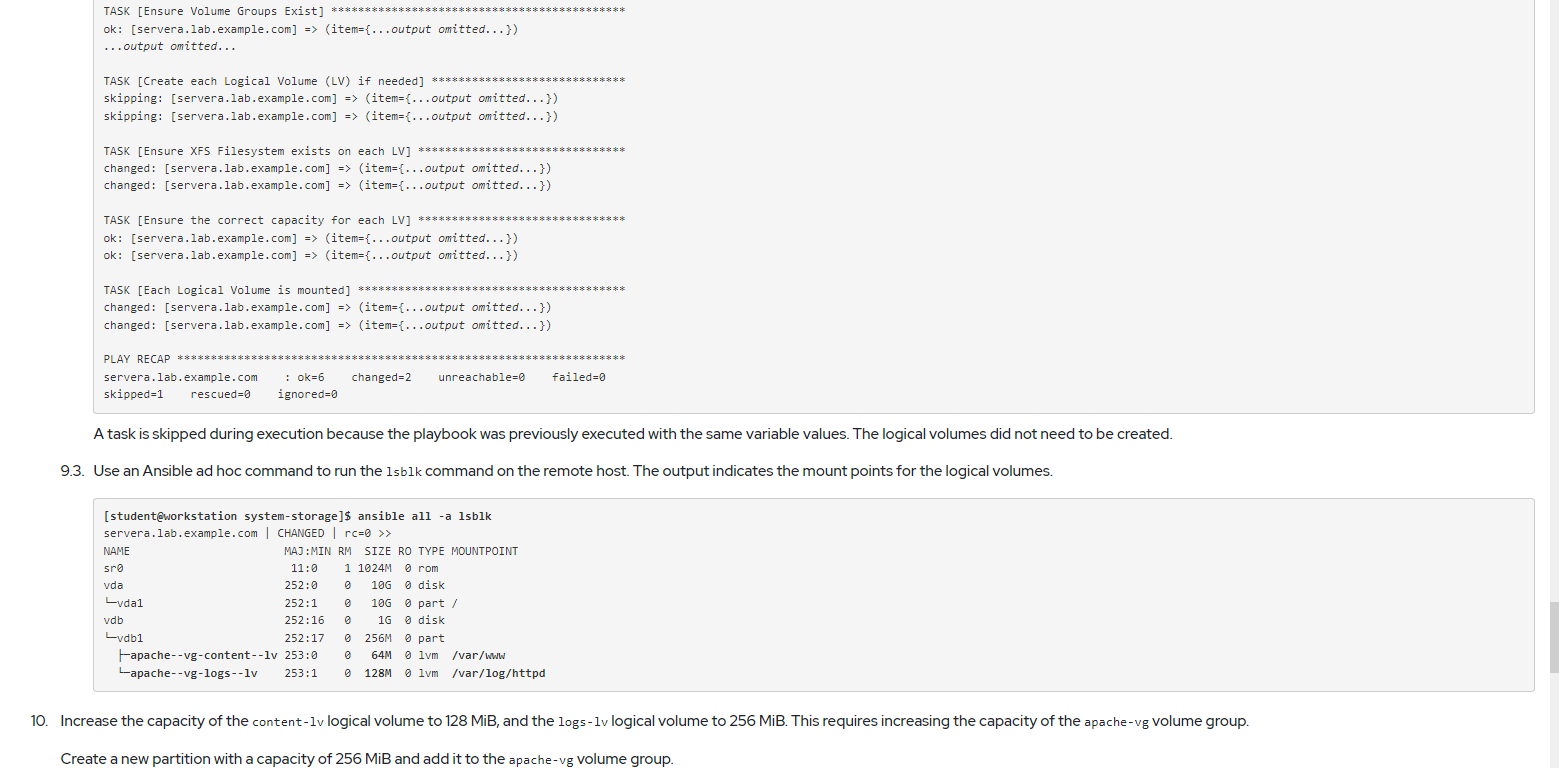 TASK [Ensure Volume Groups Exist] ********************************************
ok: [servera.lab.example.com] => (item={...output omitted...})
...output omitted...
TASK [Create each Logical Volume (LV) if needed] *****************************
skipping: [servera.lab.example.com] => (item={...output omitted...})
skipping: [servera.lab.example.com] => (item={...output omitted...})
TASK [Ensure XFS Filesystem exists on each LV] *******************************
changed: [servera.lab.example.com] => (item={...output omitted...})
changed: [servera.lab.example.com] => (item={...output omitted...})
TASK [Ensure the correct capacity for each LV] *******************************
ok: [servera.lab.example.com] => (item={...output omitted...})
ok: [servera.lab.example.com] => (item={...output omitted...})
TASK [Each Logical Volume is mounted] ****************************************
changed: [servera.lab.example.com] => (item={...output omitted...})
changed: [servera.lab.example.com] => (item={...output omitted...})
PLAY RECAP *******************************************************************
servera.lab.example.com    : ok=6    changed=2    unreachable=0    failed=0
skipped=1    rescued=0    ignored=0
A task is skipped during execution because the playbook was previously executed with the same variable values. The logical volumes did not need to be created.
9.3. Use an Ansible ad hoc command to run the lsblk command on the remote host. The output indicates the mount points for the logical volumes.
[student@workstation system-storage]$ ansible all -a lsblk
servera.lab.example.com | CHANGED | rc=0 >>
NAME                       MAJ:MIN RM  SIZE RO TYPE MOUNTPOINT
sr0                         11:0    1 1024M  0 rom
vda                        252:0    0   10G  0 disk
└─vda1                     252:1    0   10G  0 part /
vdb                        252:16   0    1G  0 disk
└─vdb1                     252:17   0  256M  0 part
  ├─apache--vg-content--lv 253:0    0   64M  0 lvm  /var/www
  └─apache--vg-logs--lv    253:1    0  128M  0 lvm  /var/log/httpd
10. Increase the capacity of the content-lv logical volume to 128 MiB, and the logs-lv logical volume to 256 MiB. This requires increasing the capacity of the apache-vg volume group.
Create a new partition with a capacity of 256 MiB and add it to the apache-vg volume group.